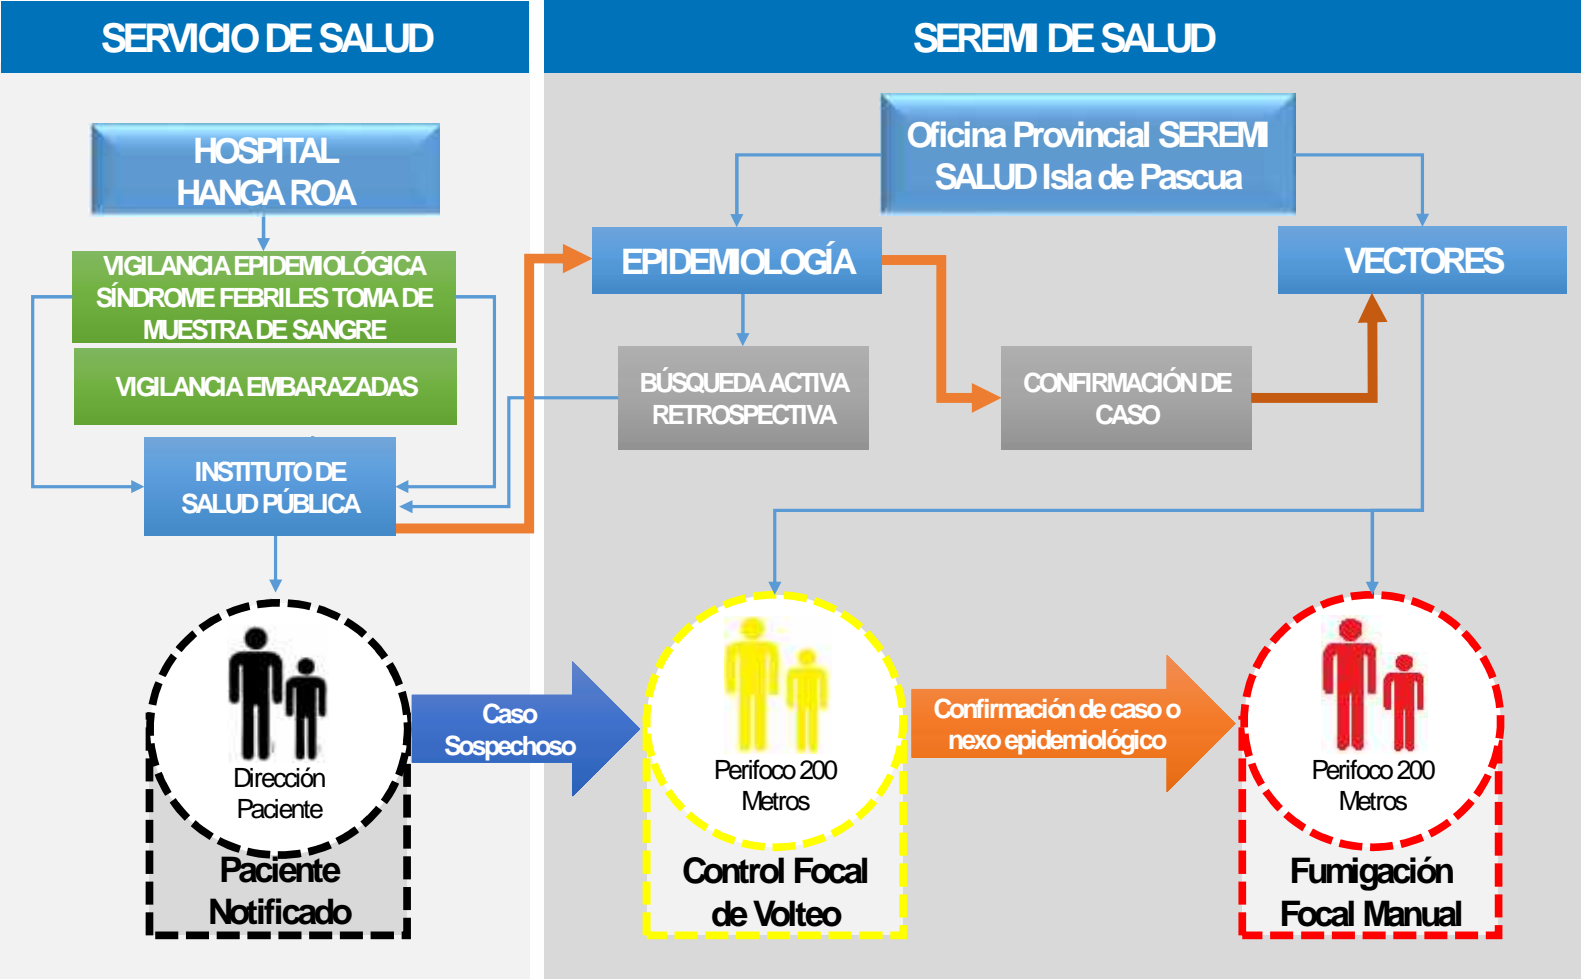 SERVICIO DE SALUD
SEREMI DE SALUD
HOSPITAL
HANGA ROA
VIGILANCIA EPIDEMIOLÓGICA
SÍNDROME FEBRILES TOMA DE
MUESTRA DE SANGRE
VIGILANCIA EMBARAZADAS
INSTITUTO DE
SALUD PÚBLICA
Oficina Provincial SEREMI
SALUD Isla de Pascua
EPIDEMIOLOGÍA
VECTORES
BÚSQUEDA ACTIVA
RETROSPECTIVA
CONFIRMACIÓN DE
CASO
Dirección
Paciente
Paciente
Notificado
Caso
Sospechoso
Perifoco 200
Metros
Control Focal
de Volteo
Confirmación de caso o
nexo epidemiológico
Perifoco 200
Metros
Fumigación
Focal Manual